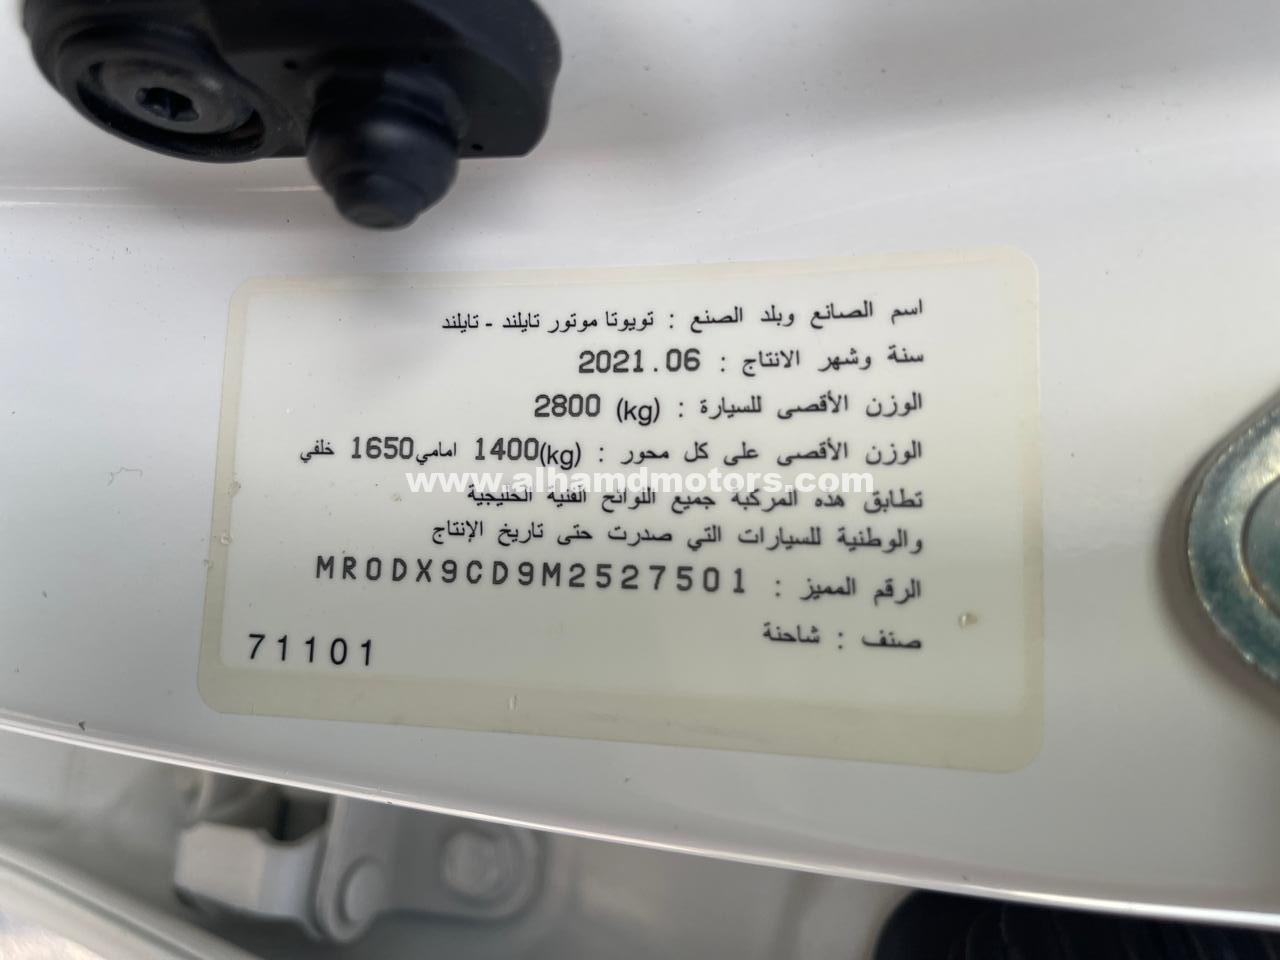 اسم الصانع وبلد الصنع : تويوتا موتور تايلند - تايلند
سنة وشهر الانتاج : 2021.06
الوزن الأقصى للسيارة : (kg) 2800
الوزن الأقصى على كل محور : (kg)1400 امامي1650 خلفي
www.alhamdmotors.com
تطابق هذه المركبة جميع اللوائح الفنية الخليجية
والوطنية للسيارات التي صدرت حتى تاريخ الإنتاج
الرقم المميز : MR0DX9CD9M2527501
صنف : شاحنة
71101